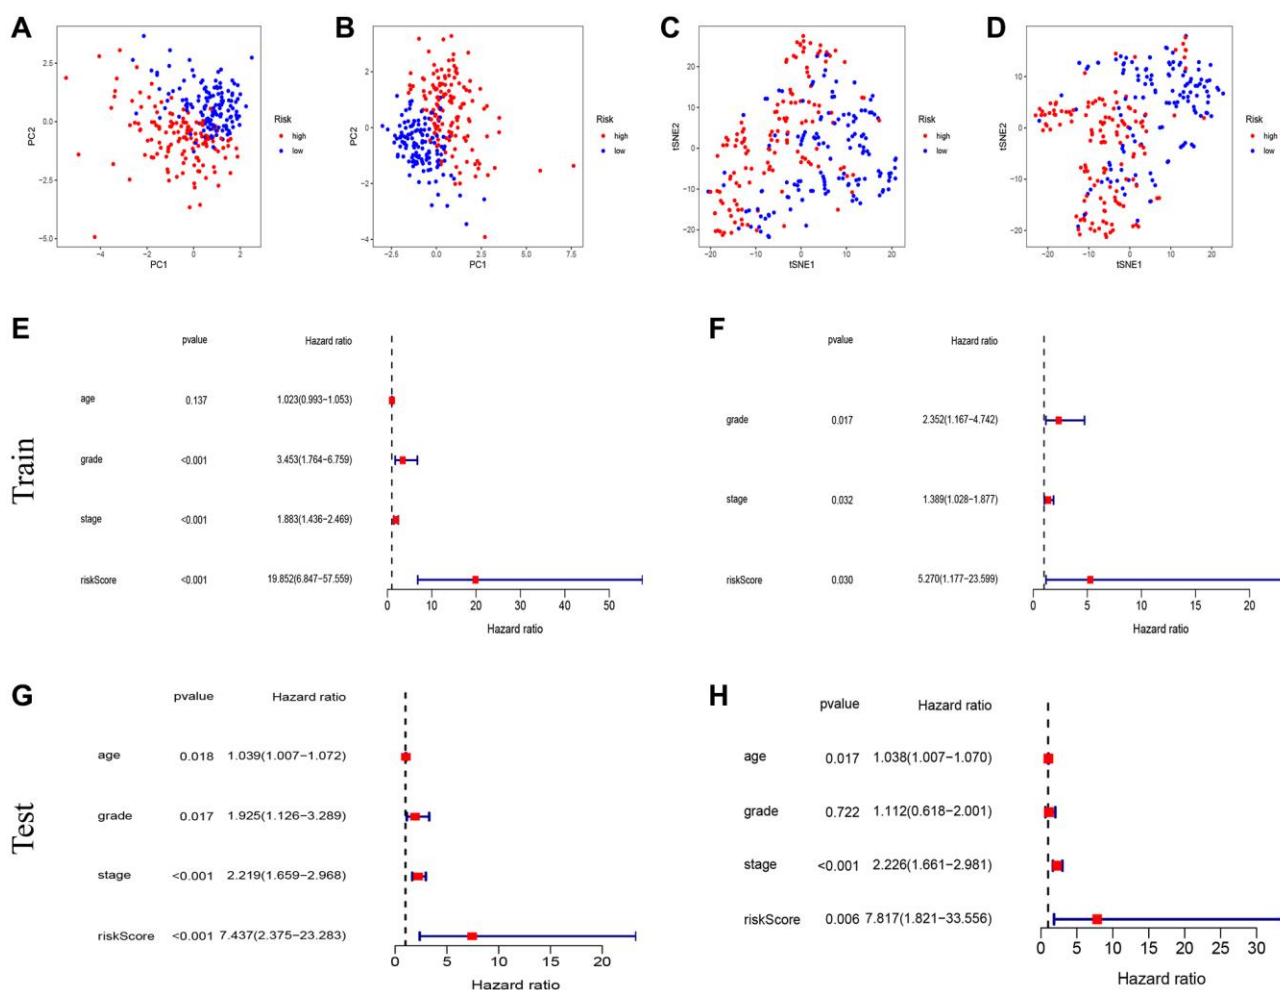 A
2.5
0.0
−2.5
−5.0
PC2
−4
−2
0
2
PC1
Risk
high
low
B
2
0
−2
−4
PC2
−2.5
0.0
2.5
5.0
7.5
PC1
Risk
high
low
C
20
10
0
−10
−20
tSNE2
−20
−10
0
10
20
tSNE1
Risk
high
low
D
10
0
−10
−20
tSNE2
−20
−10
0
10
20
tSNE1
Risk
high
low
Train
E
pvalue Hazard ratio
age 0.137 1.023(0.993−1.053)
grade <0.001 3.453(1.764−6.759)
stage <0.001 1.883(1.436−2.469)
riskScore <0.001 19.852(6.847−57.559)
0 10 20 30 40 50
Hazard ratio
F
pvalue Hazard ratio
grade 0.017 2.352(1.167−4.742)
stage 0.032 1.389(1.028−1.877)
riskScore 0.030 5.270(1.177−23.599)
0 5 10 15 20
Hazard ratio
Test
G
pvalue Hazard ratio
age 0.018 1.039(1.007−1.072)
grade 0.017 1.925(1.126−3.289)
stage <0.001 2.219(1.659−2.968)
riskScore <0.001 7.437(2.375−23.283)
0 5 10 15 20
Hazard ratio
H
pvalue Hazard ratio
age 0.017 1.038(1.007−1.070)
grade 0.722 1.112(0.618−2.001)
stage <0.001 2.226(1.661−2.981)
riskScore 0.006 7.817(1.821−33.556)
0 5 10 15 20 25 30
Hazard ratio